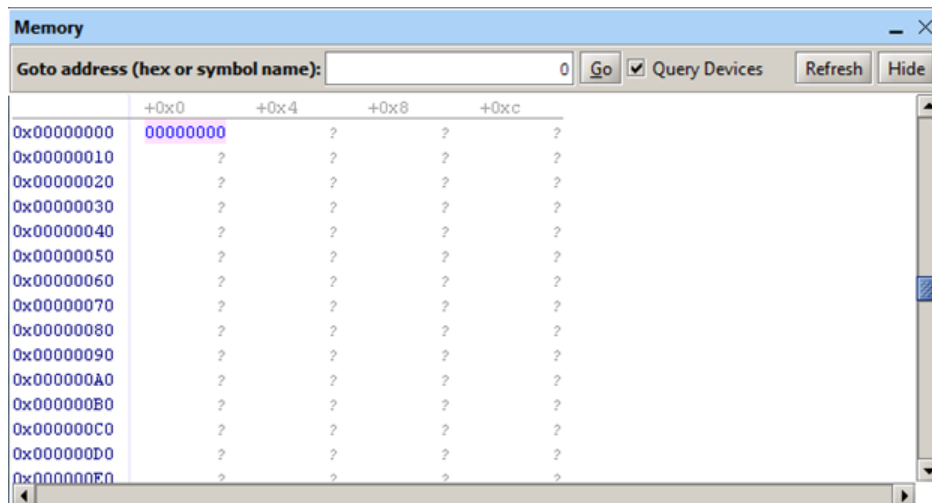 Memory
Goto address (hex or symbol name): 0 Go Query Devices Refresh Hide
+0x0 +0x4 +0x8 +0xc
0x00000000 00000000 ? ? ?
0x00000010 ? ? ? ?
0x00000020 ? ? ? ?
0x00000030 ? ? ? ?
0x00000040 ? ? ? ?
0x00000050 ? ? ? ?
0x00000060 ? ? ? ?
0x00000070 ? ? ? ?
0x00000080 ? ? ? ?
0x00000090 ? ? ? ?
0x000000A0 ? ? ? ?
0x000000B0 ? ? ? ?
0x000000C0 ? ? ? ?
0x000000D0 ? ? ? ?
0x000000E0 ? ? ? ?